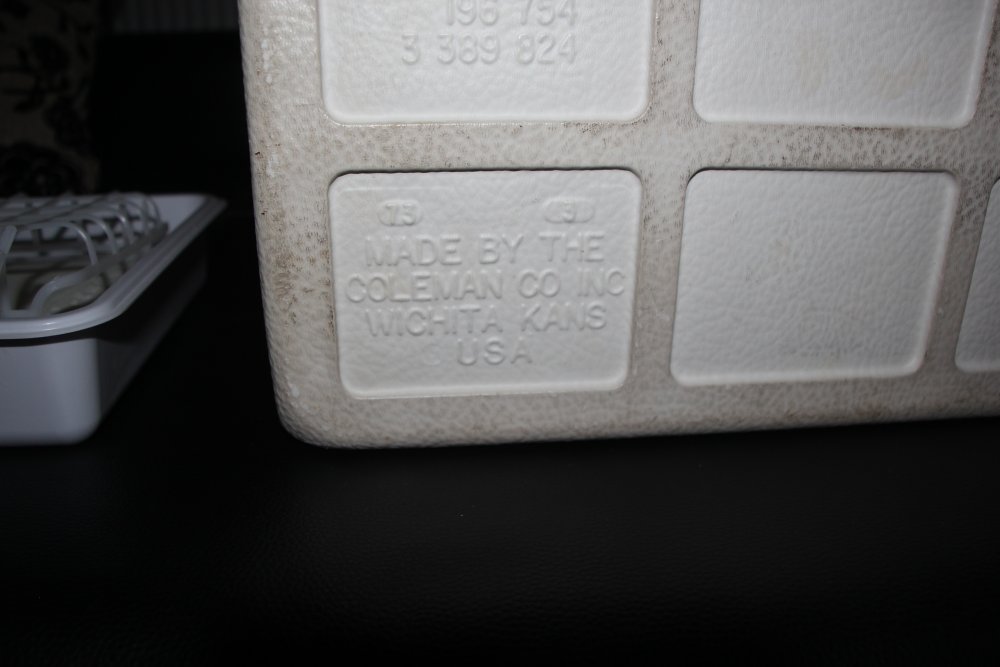 196 754
3 389 824
73 9
MADE BY THE
COLEMAN CO INC
WICHITA KANS
USA